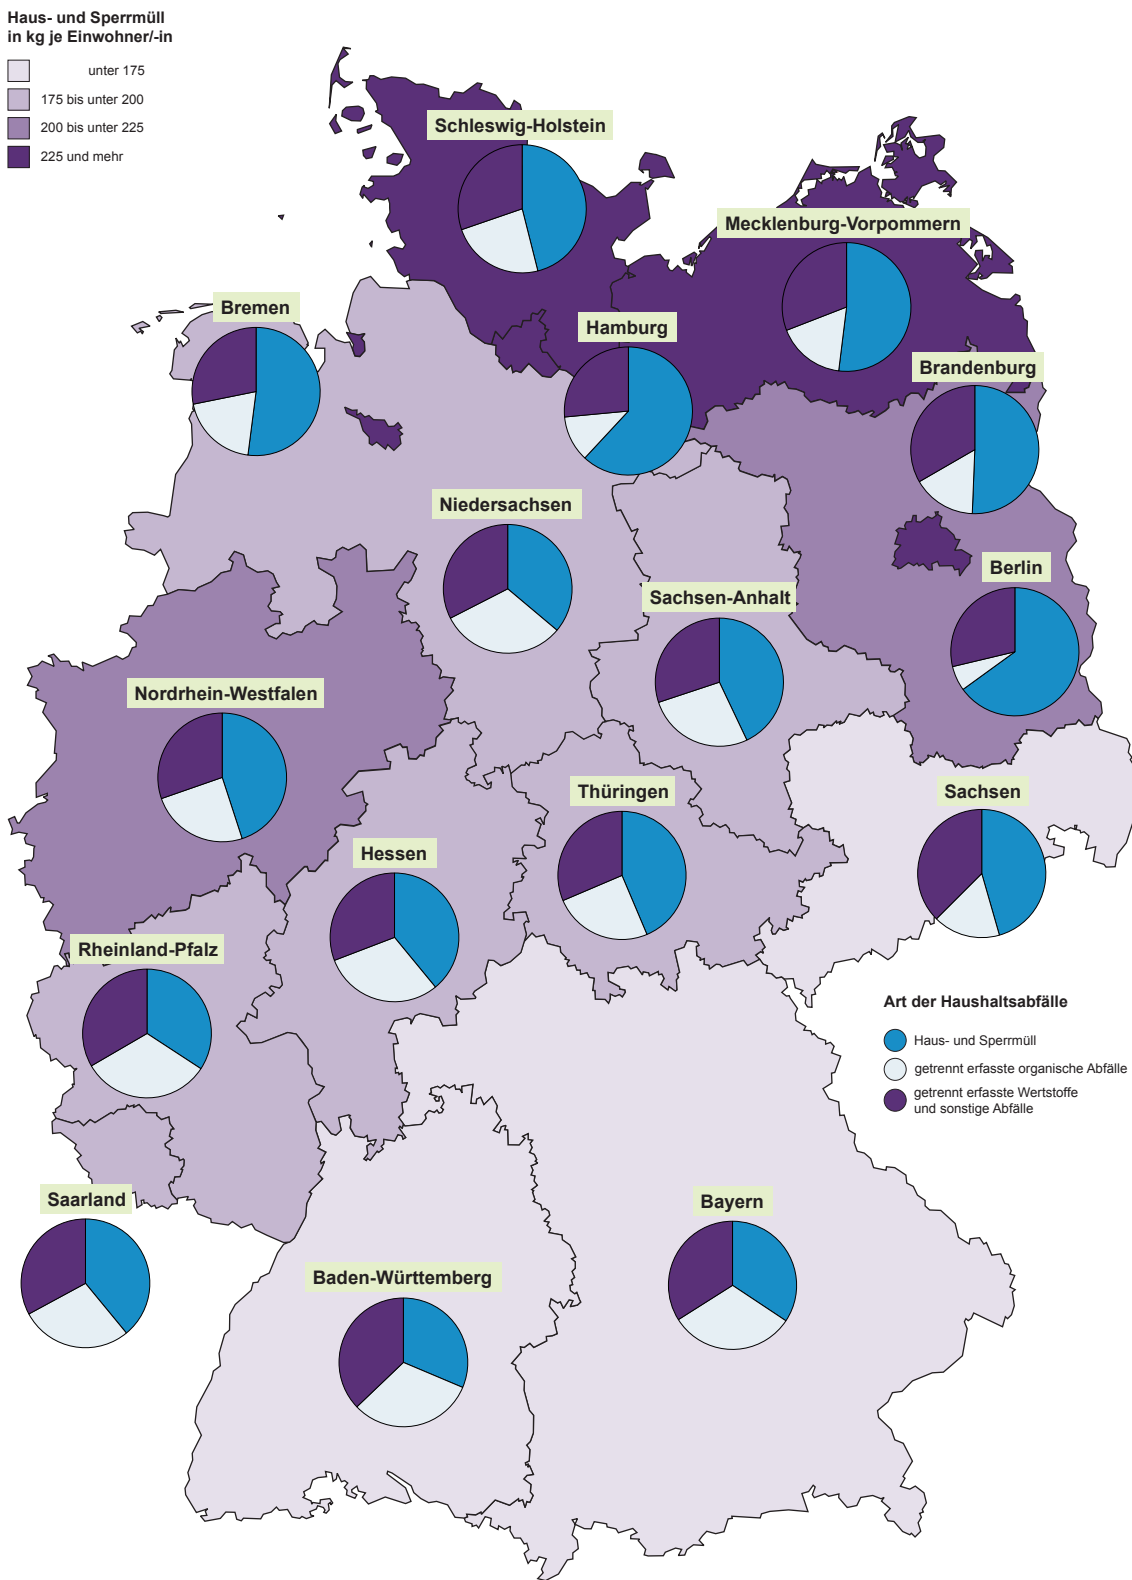 Haus- und Sperrmüll
in kg je Einwohner/-in
unter 175
175 bis unter 200
200 bis unter 225
225 und mehr
Schleswig-Holstein
Mecklenburg-Vorpommern
Bremen
Hamburg
Brandenburg
Niedersachsen
Berlin
Sachsen-Anhalt
Nordrhein-Westfalen
Thüringen
Sachsen
Hessen
Rheinland-Pfalz
Art der Haushaltsabfälle
Haus- und Sperrmüll
getrennt erfasste organische Abfälle
getrennt erfasste Wertstoffe
und sonstige Abfälle
Saarland
Bayern
Baden-Württemberg